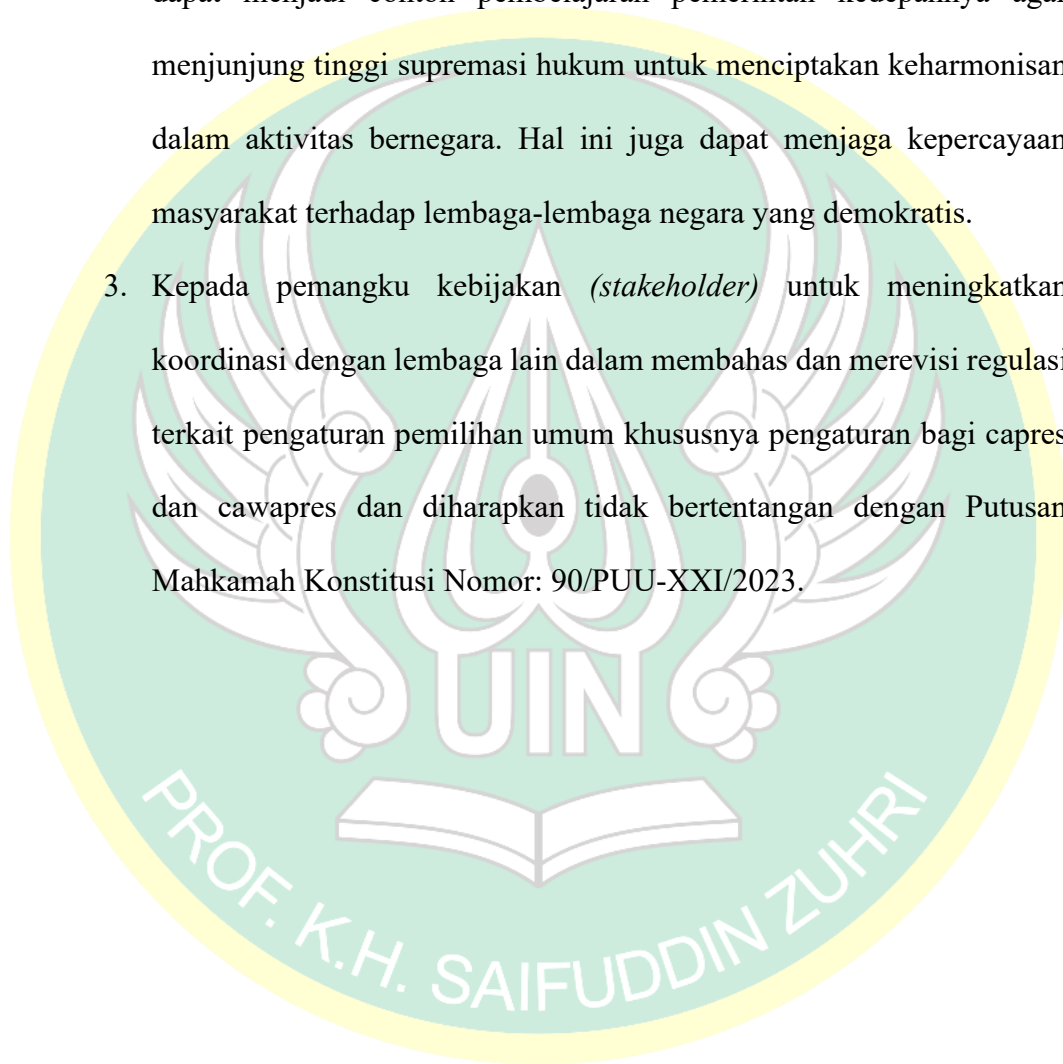 dapat menjadi contoh pembelajaran pemerintah kedepannya agar
menjunjung tinggi supremasi hukum untuk menciptakan keharmonisan
dalam aktivitas bernegara. Hal ini juga dapat menjaga kepercayaan
masyarakat terhadap lembaga-lembaga negara yang demokratis.
3. Kepada pemangku kebijakan (stakeholder) untuk meningkatkan
koordinasi dengan lembaga lain dalam membahas dan merevisi regulasi
terkait pengaturan pemilihan umum khususnya pengaturan bagi capres
dan cawapres dan diharapkan tidak bertentangan dengan Putusan
Mahkamah Konstitusi Nomor: 90/PUU-XXI/2023.
UIN
PROF. K.H. SAIFUDDIN ZUHRI